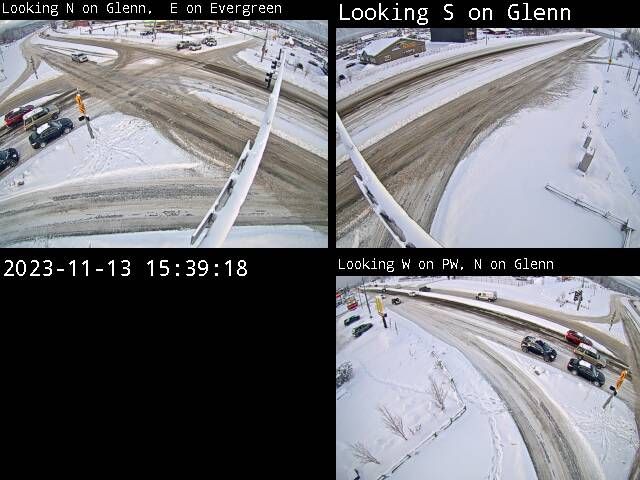 Looking N on Glenn,  E on Evergreen
Looking S on Glenn
2023-11-13 15:39:18
Looking W on PW, N on Glenn